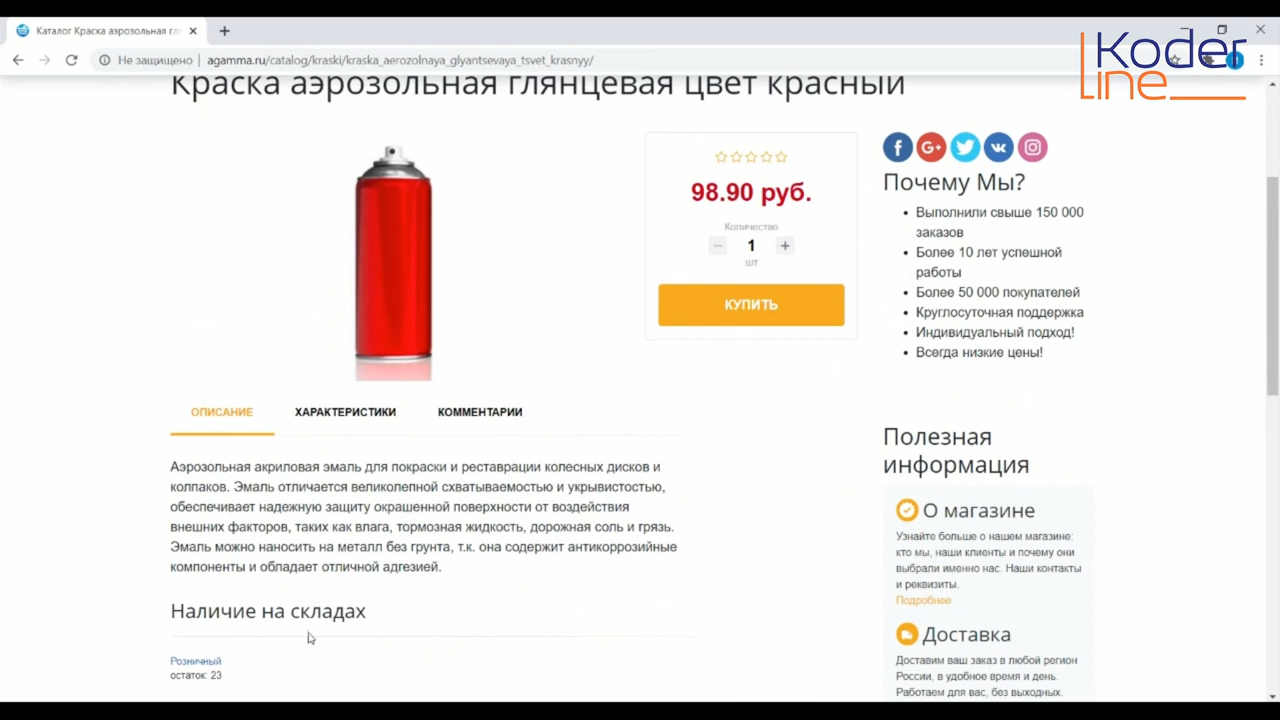 Каталог Краска аэрозольная гл
Не защищено
agamma.ru/catalog/kraski/kraska_aerozolnaya_glyantsevaya_tsvet_krasnyy/
Koder
Line
Краска аэрозольная глянцевая цвет красный
98.90 руб.
Количество
1
шт
КУПИТЬ
Почему Мы?
Выполнили свыше 150 000
заказов
Более 10 лет успешной
работы
Более 50 000 покупателей
Круглосуточная поддержка
Индивидуальный подход!
Всегда низкие цены!
ОПИСАНИЕ
ХАРАКТЕРИСТИКИ
КОММЕНТАРИИ
Аэрозольная акриловая эмаль для покраски и реставрации колесных дисков и
колпаков. Эмаль отличается великолепной схватываемостью и укрывистостью,
обеспечивает надежную защиту окрашенной поверхности от воздействия
внешних факторов, таких как влага, тормозная жидкость, дорожная соль и грязь.
Эмаль можно наносить на металл без грунта, т.к. она содержит антикоррозийные
компоненты и обладает отличной адгезией.
Наличие на складах
Розничный
остаток: 23
Полезная
информация
О магазине
Узнайте больше о нашем магазине:
кто мы, наши клиенты и почему они
выбрали именно нас. Наши контакты
и реквизиты.
Подробнее
Доставка
Доставим ваш заказ в любой регион
России, в удобное время и день.
Работаем для вас, без выходных.